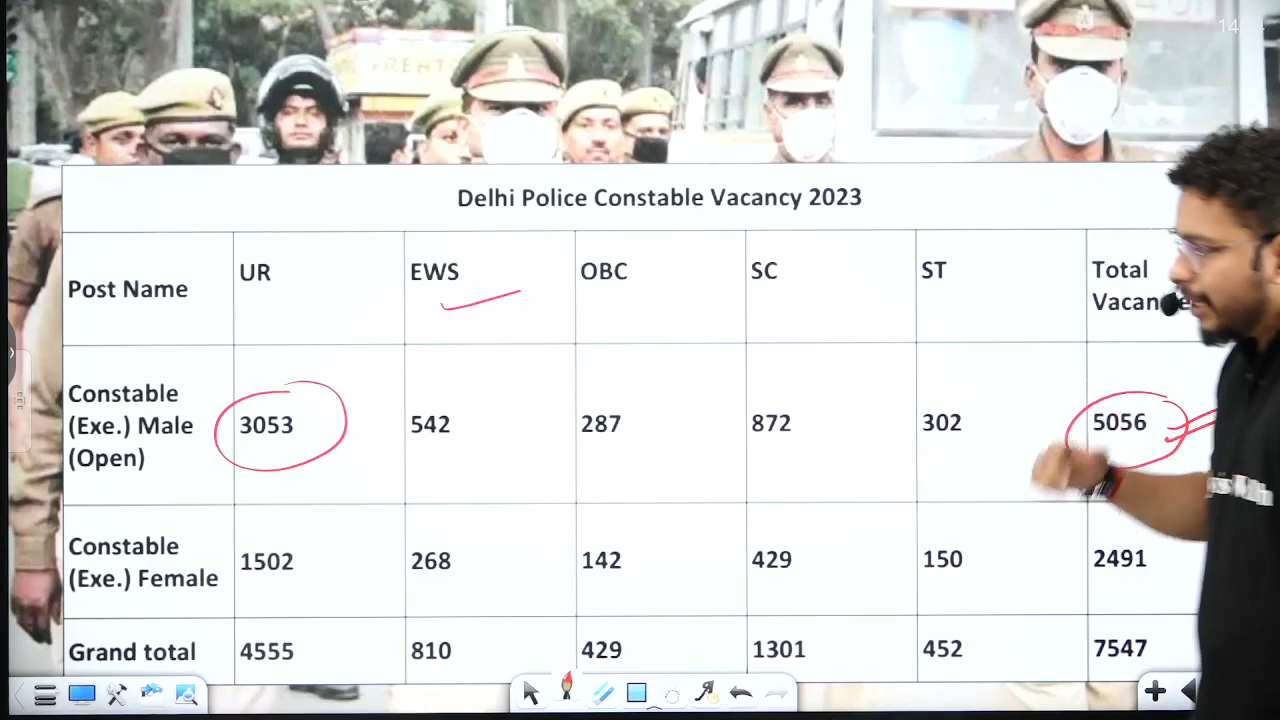 14
Delhi Police Constable Vacancy 2023
Post Name
UR
EWS
OBC
SC
ST
Total
Constable
(Exe.) Male
(Open)
3053
542
287
872
302
5056
Constable
(Exe.) Female
1502
268
142
429
150
2491
Grand total
4555
810
429
1301
452
7547